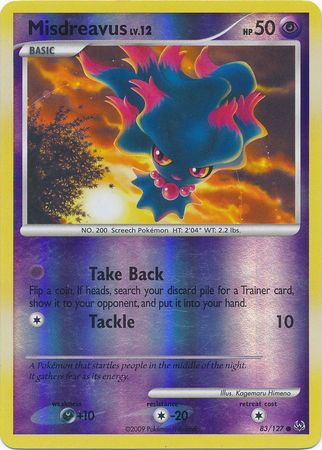 Misdreavus LV.12 HP 50
BASIC
NO. 200 Screech Pokémon HT: 2'04" WT: 2.2 lbs.
Take Back
Flip a coin. If heads, search your discard pile for a Trainer card,
show it to your opponent, and put it into your hand.
Tackle 10
A Pokémon that startles people in the middle of the night.
It gathers fear as its energy.
Illus. Kagemaru Himeno
weakness resistance retreat cost
+10 -20
©2009 Pokémon/Nintendo
83/127